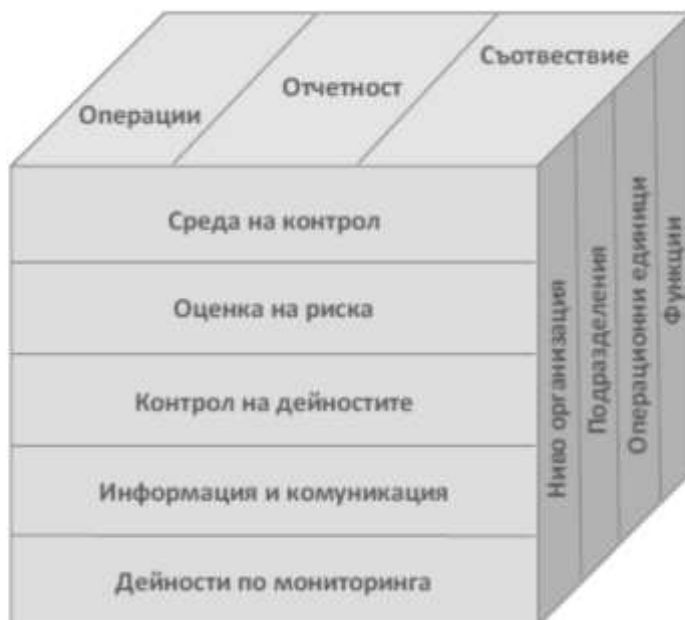 Операции
Отчетност
Съотвествие
Среда на контрол
Оценка на риска
Контрол на дейностите
Информация и комуникация
Дейности по мониторинга
Ниво организация
Подразделения
Операционни единици
Функции